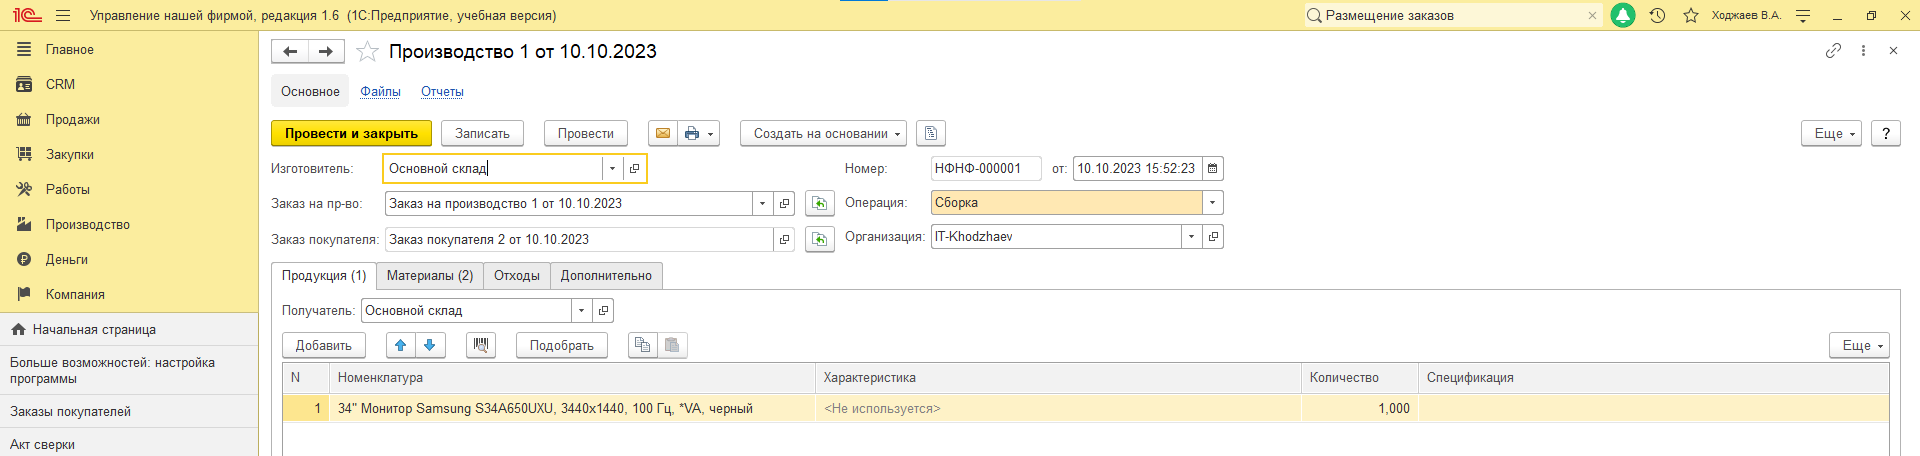 1С Управление нашей фирмой, редакция 1.6 (1С:Предприятие, учебная версия) Размещение заказов Ходжаев В.А.
Главное
CRM
Продажи
Закупки
Работы
Производство
Деньги
Компания
Начальная страница
Больше возможностей: настройка
программы
Заказы покупателей
Акт сверки
Производство 1 от 10.10.2023
Основное Файлы Отчеты
Провести и закрыть Записать Провести Создать на основании Еще ?
Изготовитель: Основной склад Номер: НФНФ-000001 от: 10.10.2023 15:52:23
Заказ на пр-во: Заказ на производство 1 от 10.10.2023 Операция: Сборка
Заказ покупателя: Заказ покупателя 2 от 10.10.2023 Организация: IT-Khodzhaev
Продукция (1) Материалы (2) Отходы Дополнительно
Получатель: Основной склад
Добавить Подобрать Еще
N Номенклатура Характеристика Количество Спецификация
1 34" Монитор Samsung S34A650UXU, 3440x1440, 100 Гц, *VA, черный <Не используется> 1,000